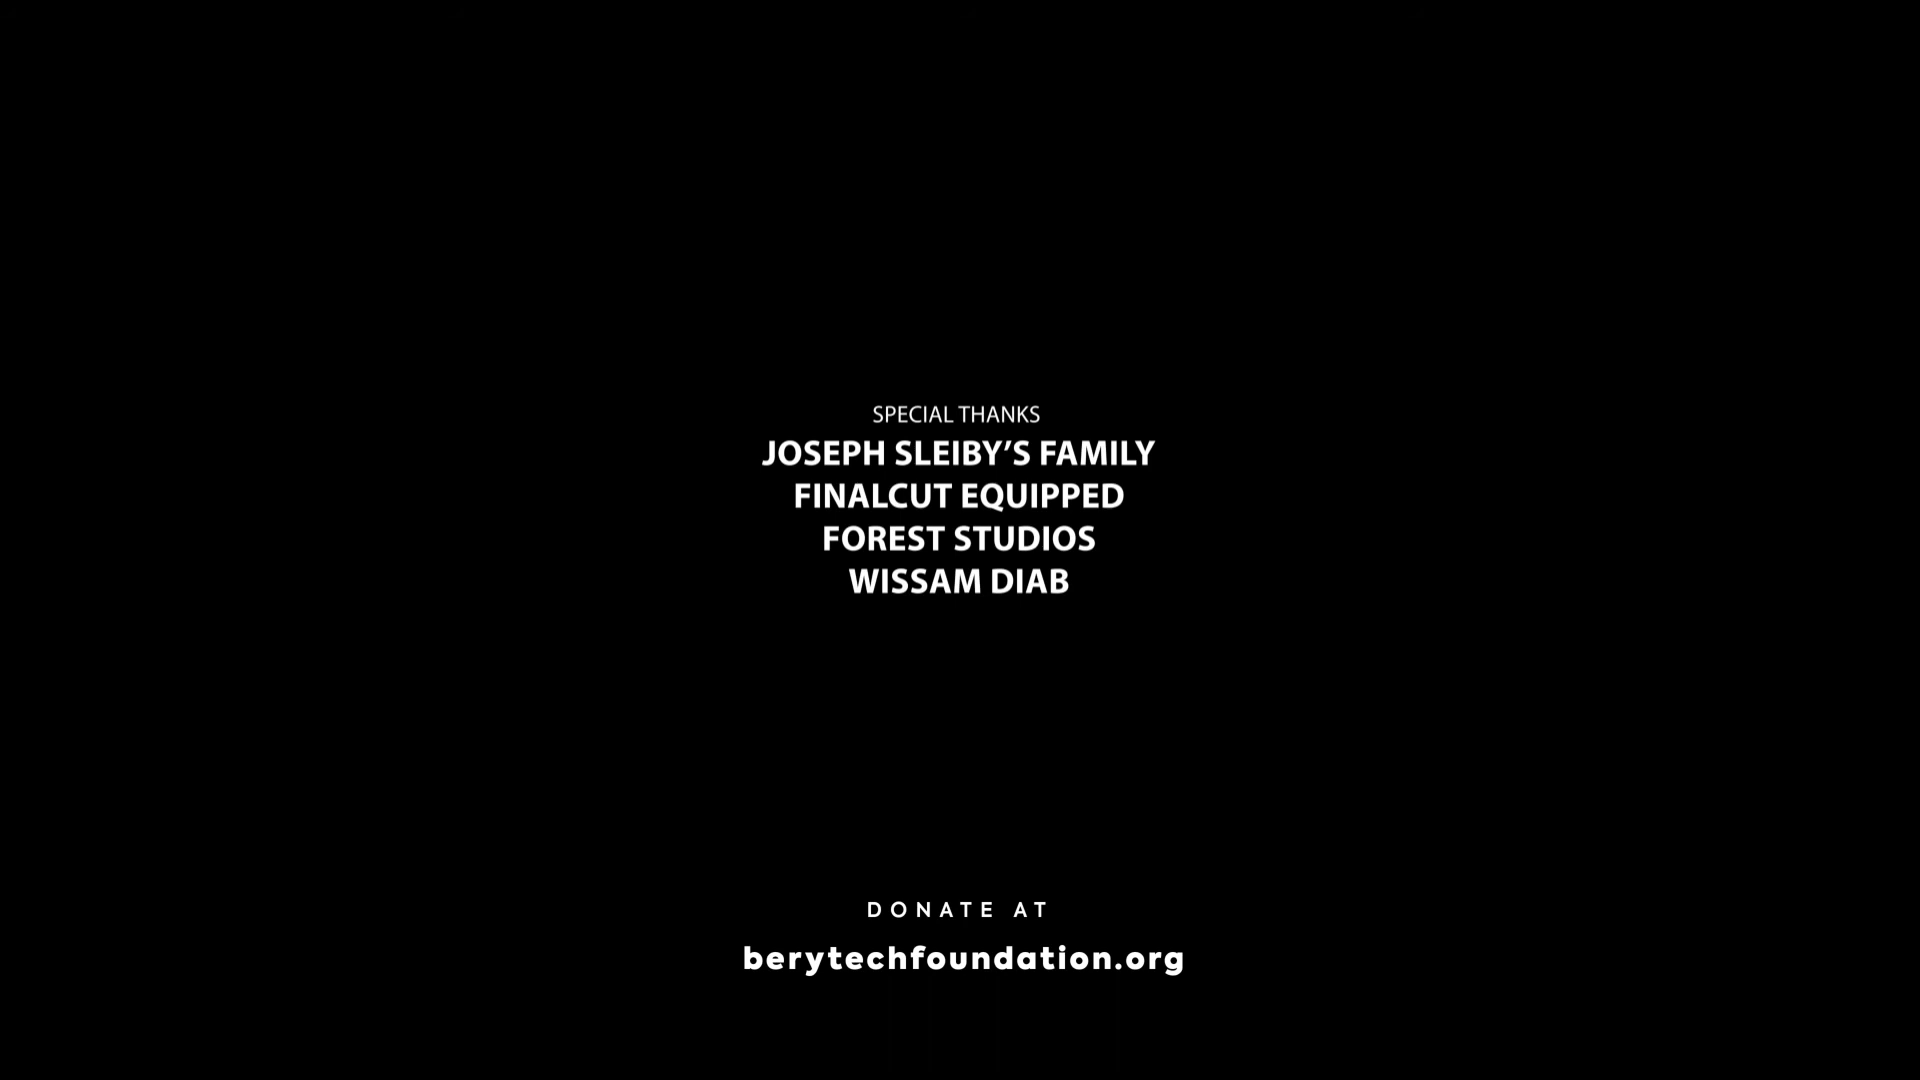 SPECIAL THANKS
JOSEPH SLEIBY’S FAMILY
FINALCUT EQUIPPED
FOREST STUDIOS
WISSAM DIAB
DONATE AT
berytechfoundation.org